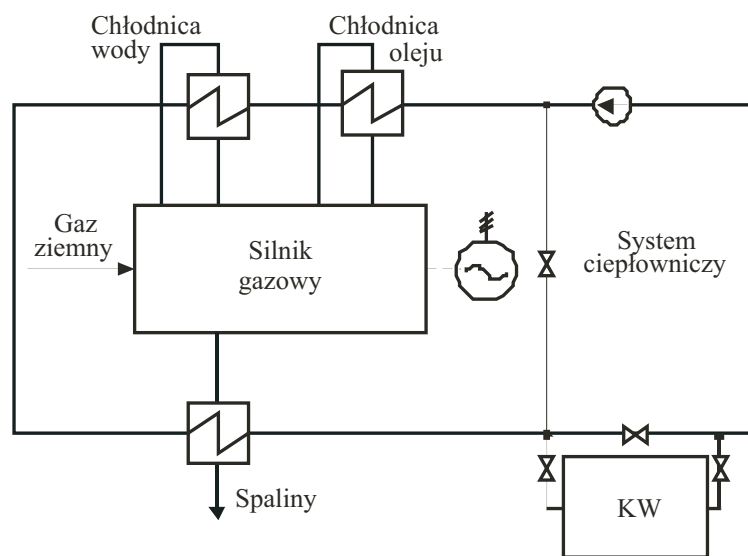 Chłodnica
wody
Chłodnica
oleju
Gaz
ziemny
Silnik
gazowy
System
ciepłowniczy
Spaliny
KW